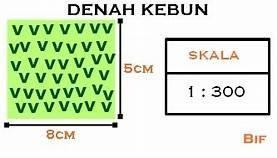 DENAH KEBUN
5CM
8CM
SKALA
1 : 300
BIF